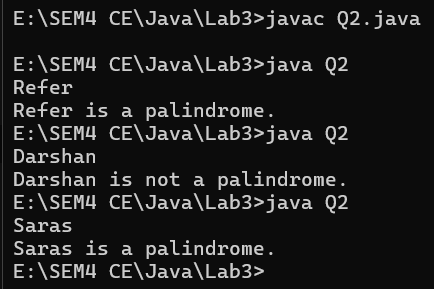 E:\SEM4 CE\Java\Lab3>javac Q2.java
E:\SEM4 CE\Java\Lab3>java Q2
Refer
Refer is a palindrome.
E:\SEM4 CE\Java\Lab3>java Q2
Darshan
Darshan is not a palindrome.
E:\SEM4 CE\Java\Lab3>java Q2
Saras
Saras is a palindrome.
E:\SEM4 CE\Java\Lab3>